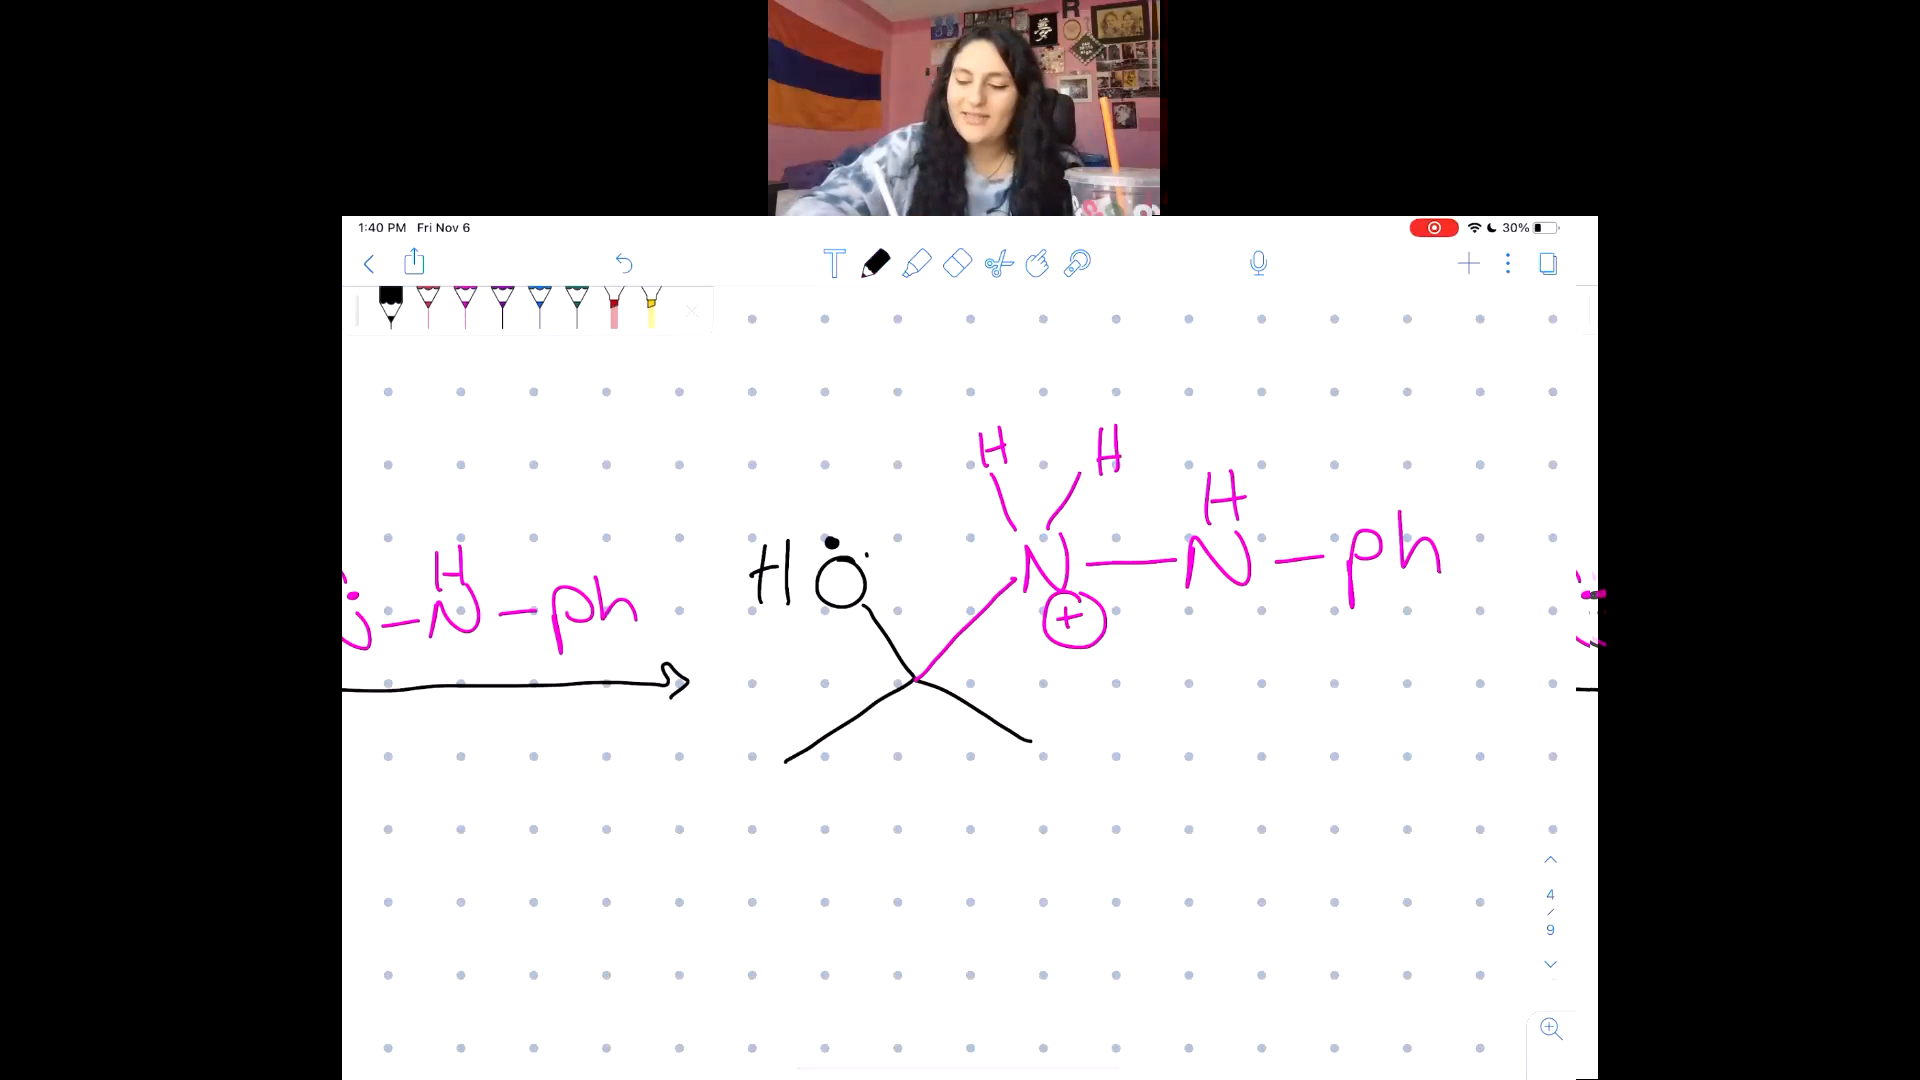 R
1:40 PM Fri Nov 6
30%
T
H H
H
HO N — N — ph
+
H
— N — ph
4
/
9